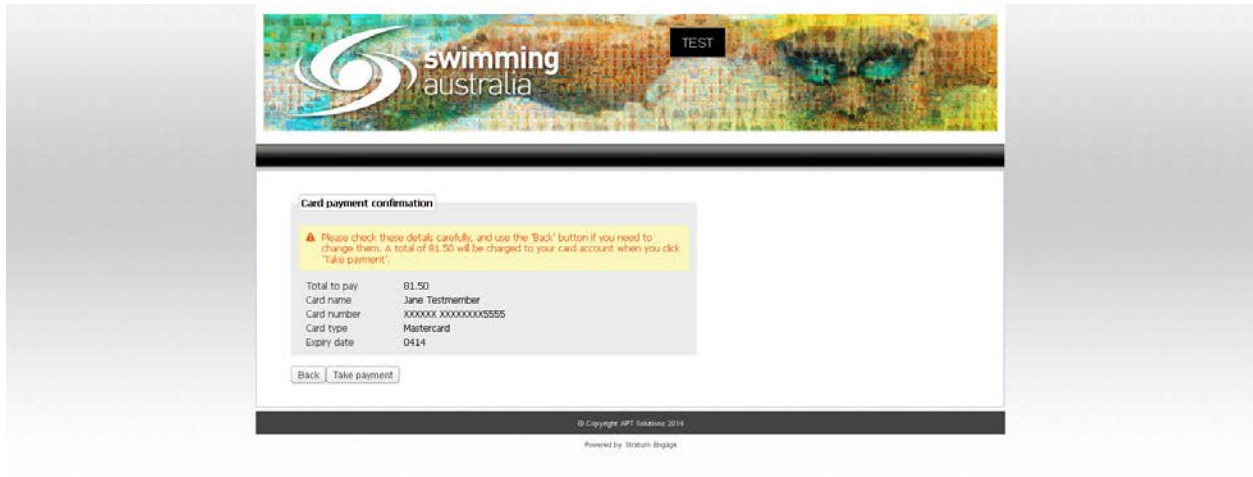 TEST
swimming
australia
Card payment confirmation
Please check these details carefully, and use the 'Back' button if you need to
change them. A total of 81.50 will be charged to your card account when you click
'Take payment'.
Total to pay 81.50
Card name Jane Testmember
Card number XXXXXX XXXXXXXX5555
Card type Mastercard
Expiry date 0414
Back Take payment
© Copyright APT Solutions 2014
Powered by Stratum Engage